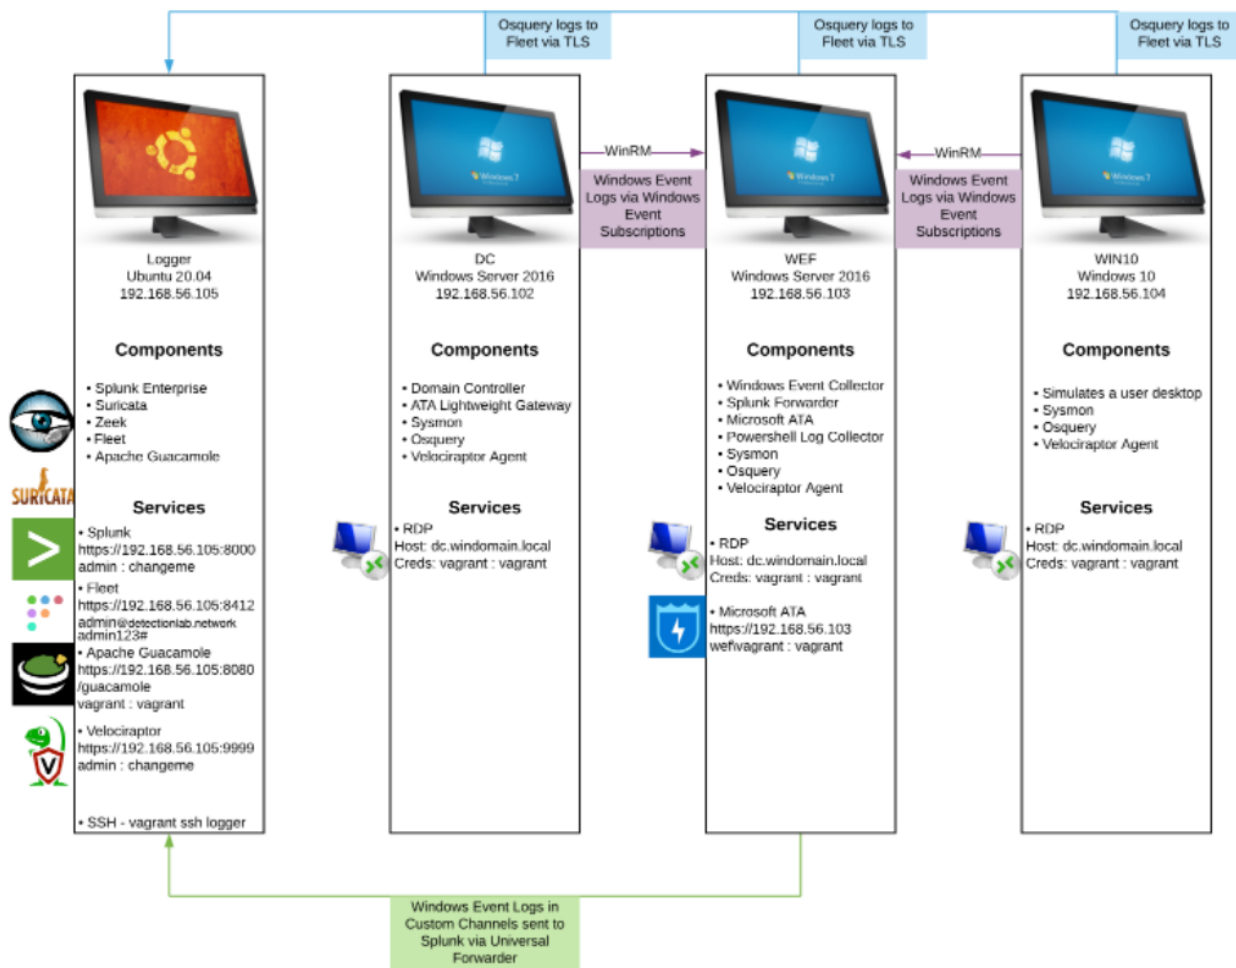 Osquery logs to
Fleet via TLS
Osquery logs to
Fleet via TLS
Osquery logs to
Fleet via TLS
Logger
Ubuntu 20.04
192.168.56.105
Components
• Splunk Enterprise
• Suricata
• Zeek
• Fleet
• Apache Guacamole
SURICATA
Services
• Splunk
https://192.168.56.105:8000
admin : changeme
• Fleet
https://192.168.56.105:8412
admin@detectionlab.network
admin123#
• Apache Guacamole
https://192.168.56.105:8080
/guacamole
vagrant : vagrant
• Velociraptor
https://192.168.56.105:9999
admin : changeme
V
• SSH - vagrant ssh logger
Windows 7
DC
Windows Server 2016
192.168.56.102
Components
• Domain Controller
• ATA Lightweight Gateway
• Sysmon
• Osquery
• Velociraptor Agent
Services
• RDP
Host: dc.windomain.local
Creds: vagrant : vagrant
WinRM
Windows Event
Logs via Windows
Event
Subscriptions
Windows 7
WEF
Windows Server 2016
192.168.56.103
Components
• Windows Event Collector
• Splunk Forwarder
• Microsoft ATA
• Powershell Log Collector
• Sysmon
• Osquery
• Velociraptor Agent
Services
• RDP
Host: dc.windomain.local
Creds: vagrant : vagrant
• Microsoft ATA
https://192.168.56.103
wef\vagrant : vagrant
WinRM
Windows Event
Logs via Windows
Event
Subscriptions
Windows 7
WIN10
Windows 10
192.168.56.104
Components
• Simulates a user desktop
• Sysmon
• Osquery
• Velociraptor Agent
Services
• RDP
Host: dc.windomain.local
Creds: vagrant : vagrant
Windows Event Logs in
Custom Channels sent to
Splunk via Universal
Forwarder